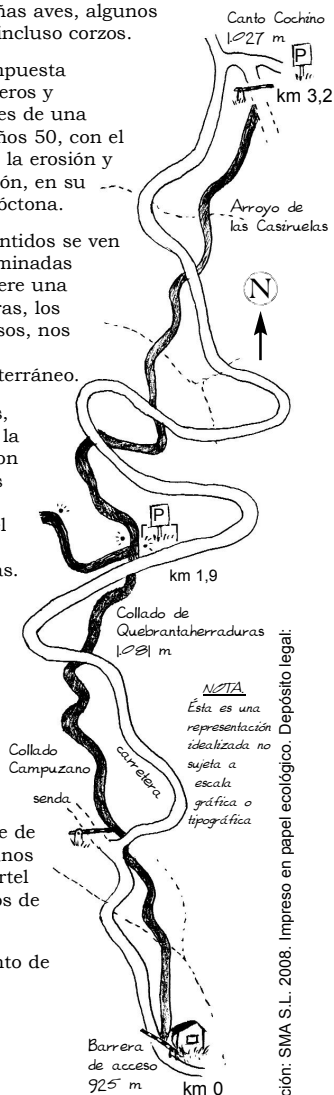 ñas aves, algunos
incluso corzos.
mpuesta
eros y
es de una
ños 50, con el
la erosión y
ón, en su
óctona.
ntidos se ven
minadas
ere una
ras, los
sos, nos
terráneo.
s,
la
on
s
l
as.
e de
nos
rtel
os de
nto de
Canto Cochino
1.027 m
P
km 3,2
Arroyo de
las Casiruelas
N
P
km 1,9
Collado de
Quebrantaherraduras
1.081 m
NOTA
Ésta es una
representación
idealizada no
sujeta a
escala
gráfica o
tipográfica
Collado
Campuzano
carretera
senda
Barrera
de acceso
925 m
km 0
ción: SMA S.L. 2008. Impreso en papel ecológico. Depósito legal: